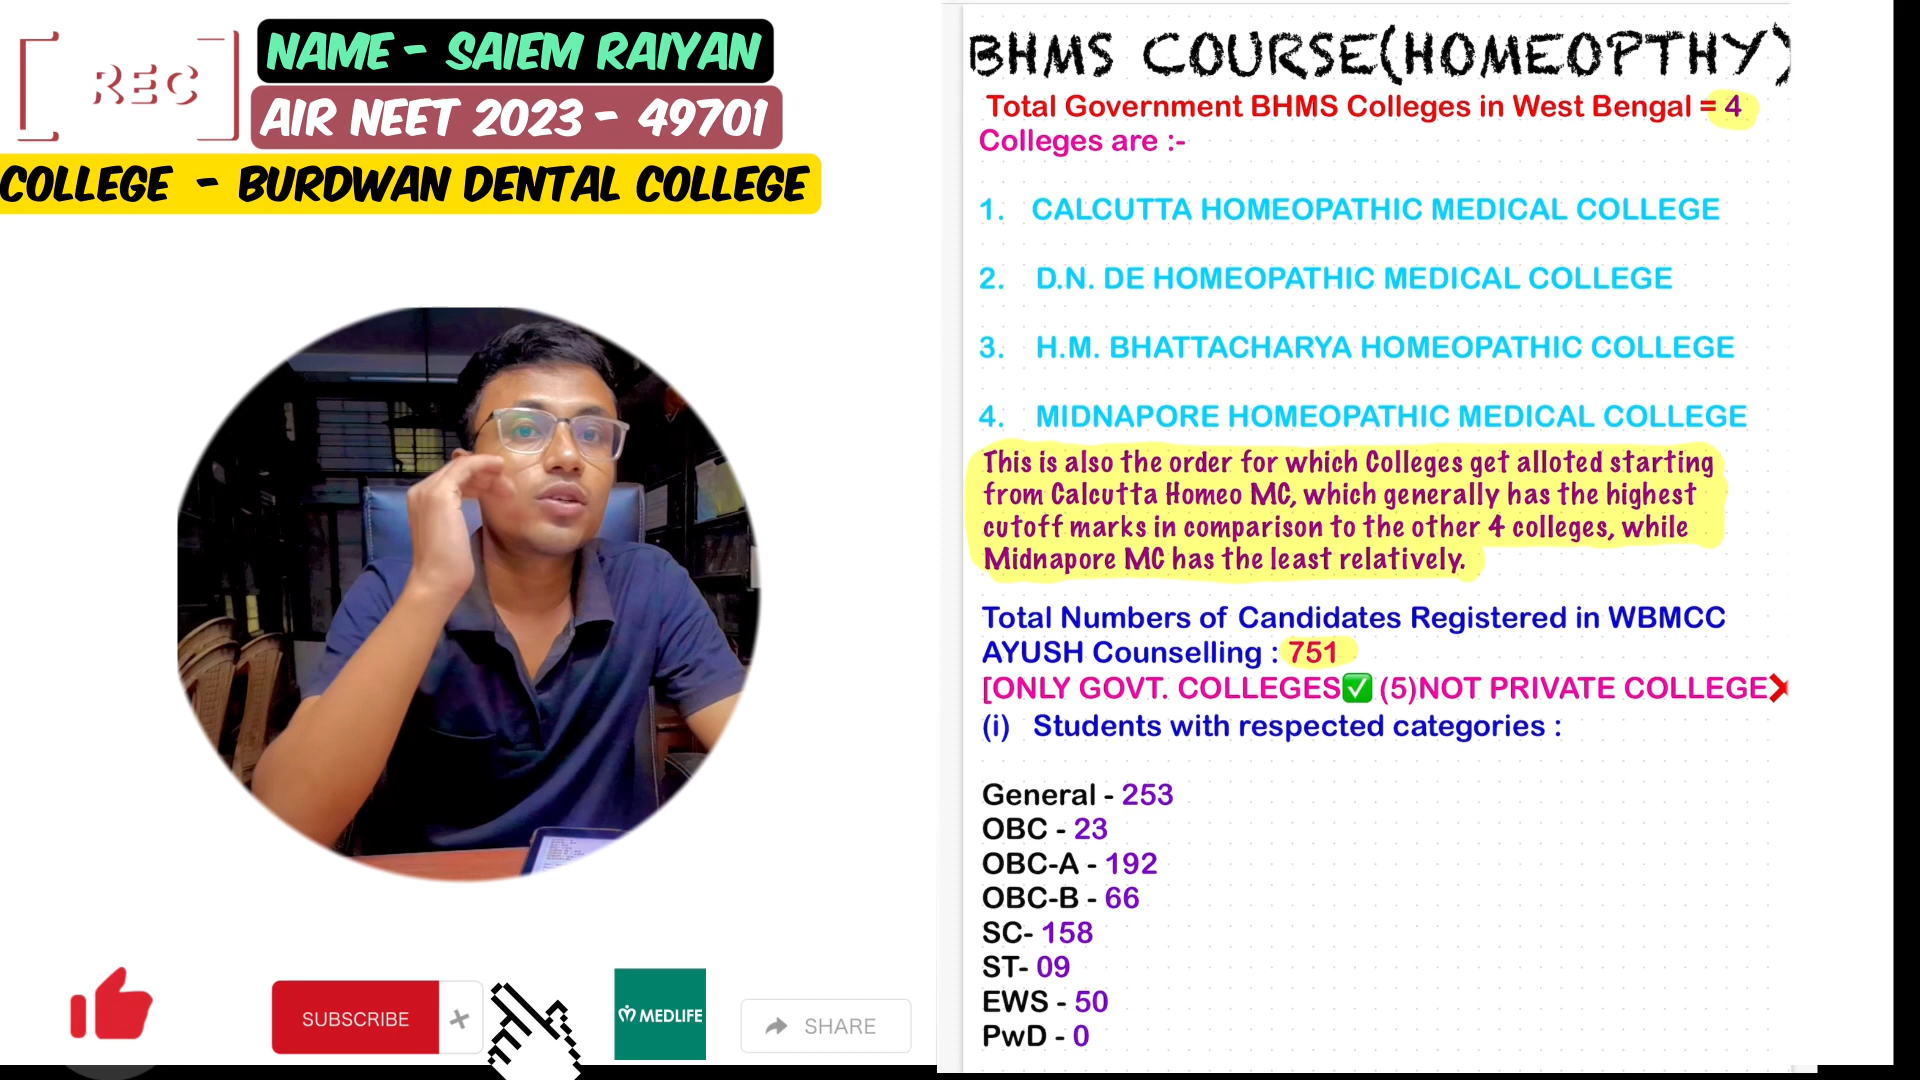 REC
NAME - SAIEM RAIYAN
AIR NEET 2023 - 49701
COLLEGE - BURDWAN DENTAL COLLEGE
SUBSCRIBE
MEDLIFE
SHARE
BHMS COURSE(HOMEOPTHY)
Total Government BHMS Colleges in West Bengal = 4
Colleges are :-
1. CALCUTTA HOMEOPATHIC MEDICAL COLLEGE
2. D.N. DE HOMEOPATHIC MEDICAL COLLEGE
3. H.M. BHATTACHARYA HOMEOPATHIC COLLEGE
4. MIDNAPORE HOMEOPATHIC MEDICAL COLLEGE
This is also the order for which Colleges get alloted starting
from Calcutta Homeo MC, which generally has the highest
cutoff marks in comparison to the other 4 colleges, while
Midnapore MC has the least relatively.
Total Numbers of Candidates Registered in WBMCC
AYUSH Counselling : 751
[ONLY GOVT. COLLEGES✅ (5)NOT PRIVATE COLLEGE❌
(i) Students with respected categories :
General - 253
OBC - 23
OBC-A - 192
OBC-B - 66
SC- 158
ST- 09
EWS - 50
PwD - 0